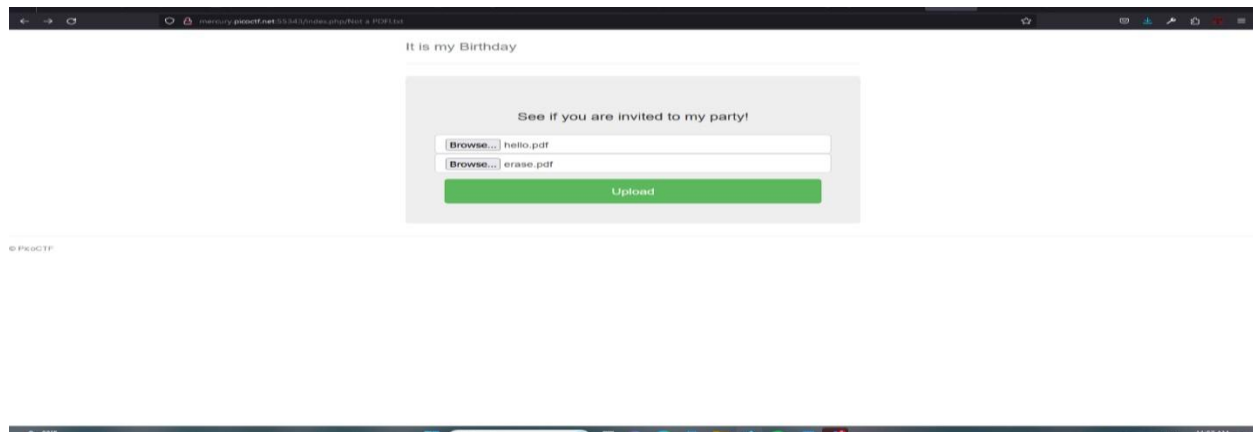 mercury.picoctf.net:55343/index.php/Not a PDF!.txt
It is my Birthday
See if you are invited to my party!
Browse... hello.pdf
Browse... erase.pdf
Upload
© PicoCTF